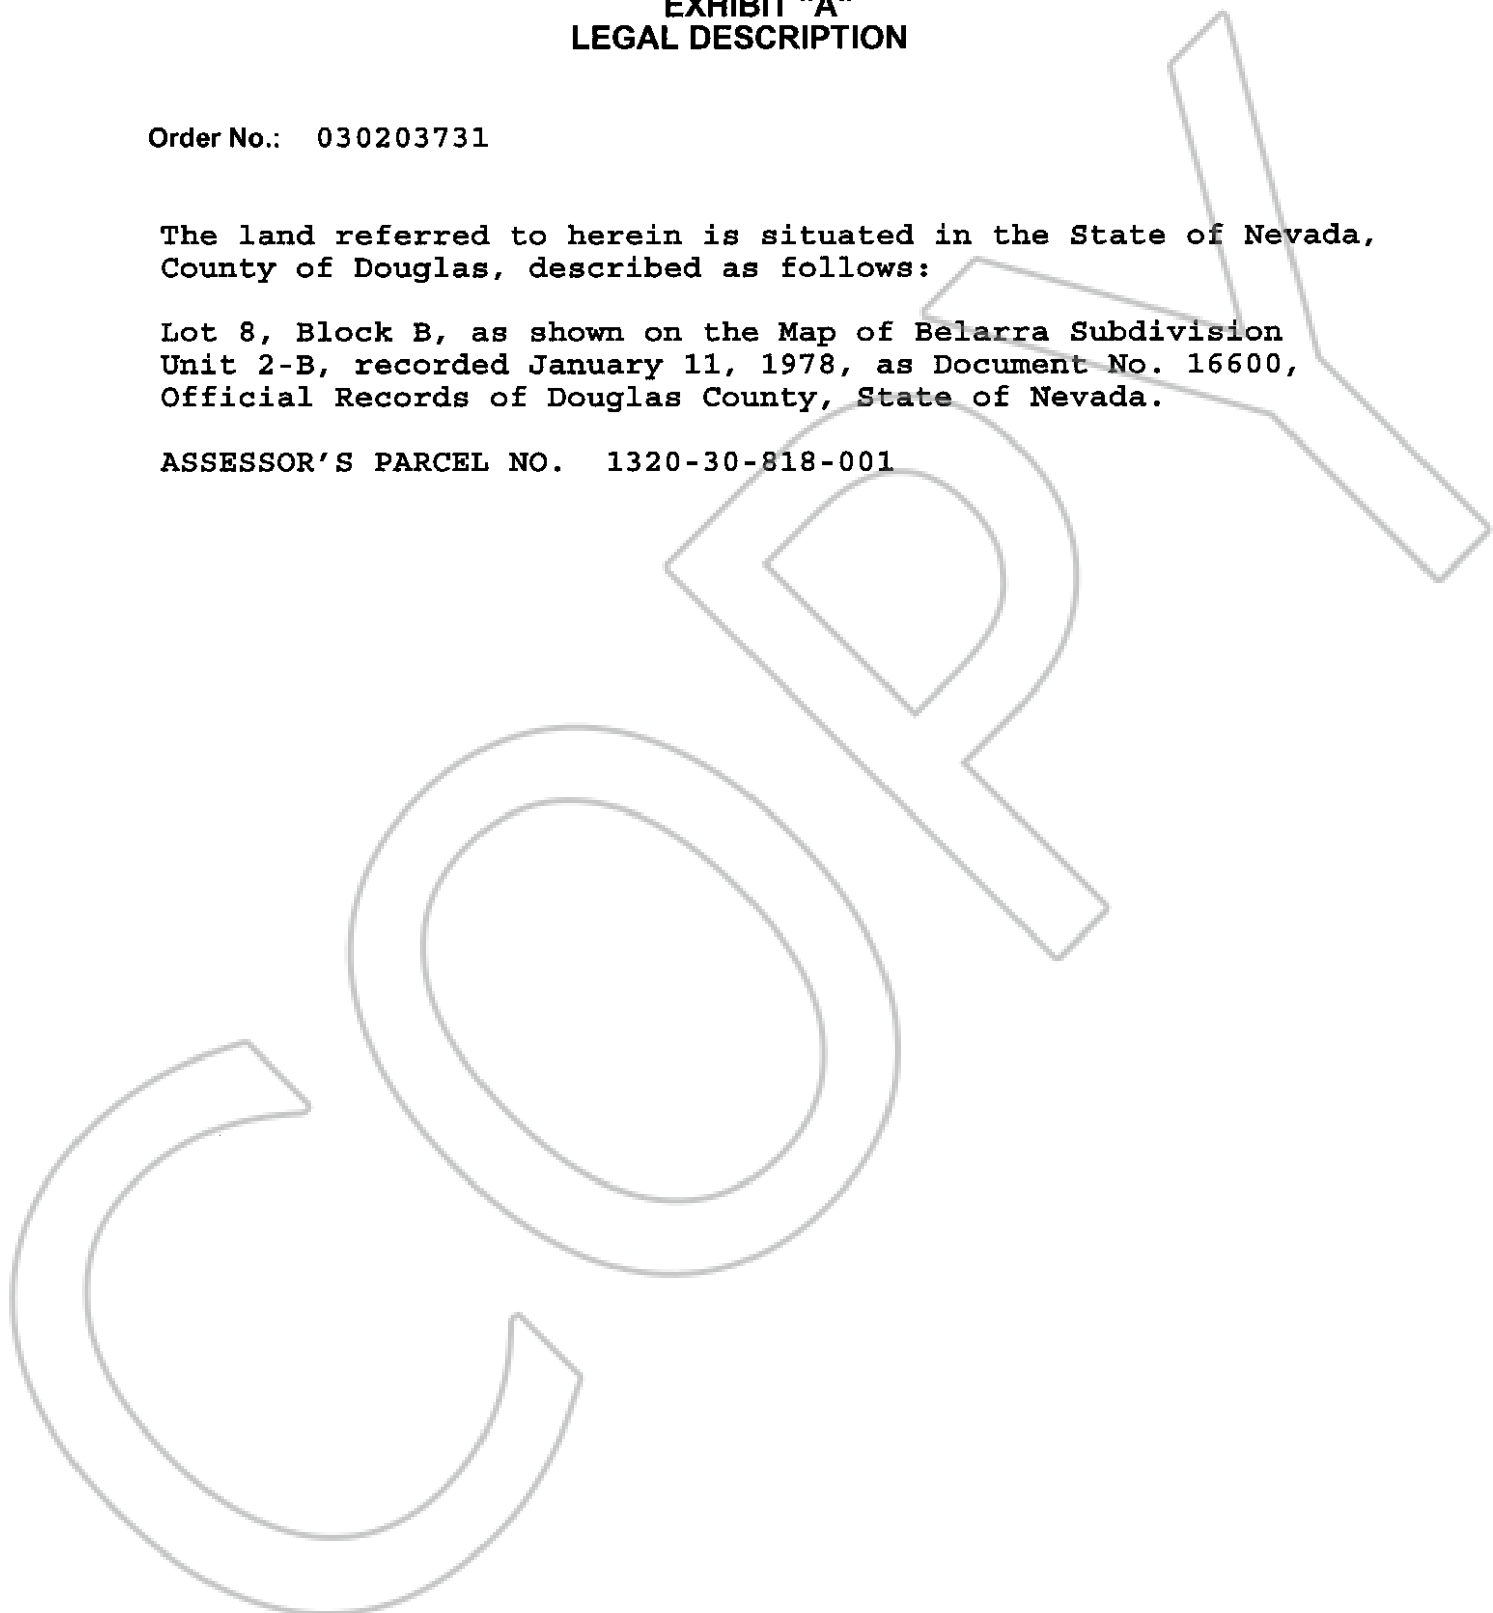 EXHIBIT "A"
LEGAL DESCRIPTION
Order No.: 030203731
The land referred to herein is situated in the State of Nevada,
County of Douglas, described as follows:
Lot 8, Block B, as shown on the Map of Belarra Subdivision
Unit 2-B, recorded January 11, 1978, as Document No. 16600,
Official Records of Douglas County, State of Nevada.
ASSESSOR'S PARCEL NO. 1320-30-818-001
COPY